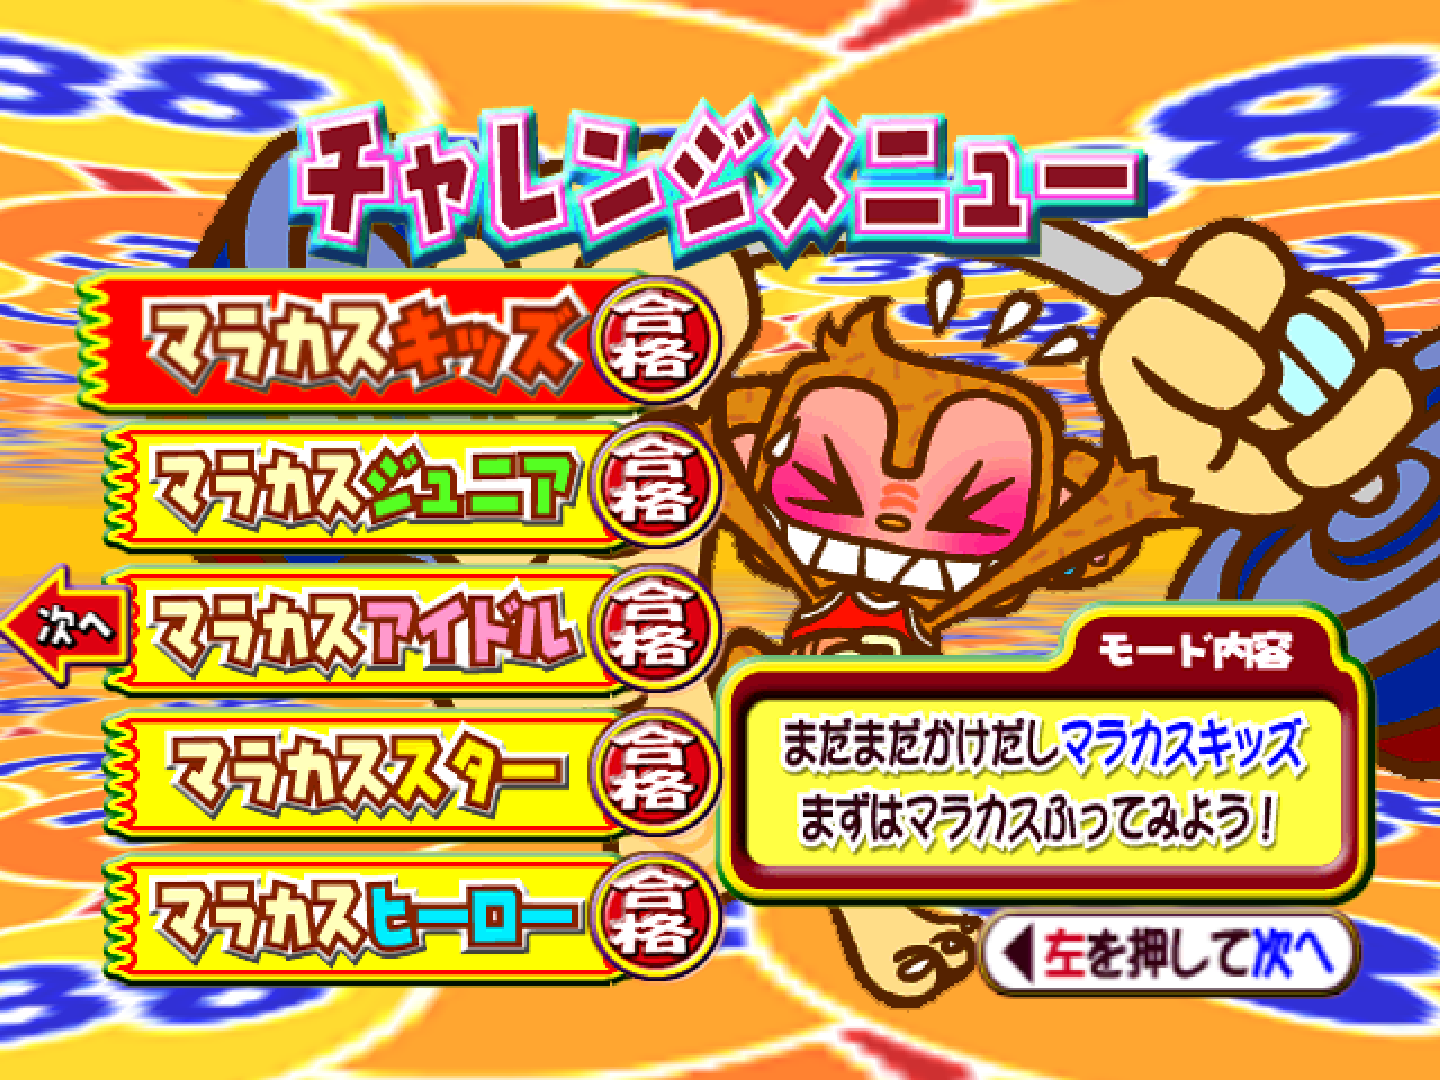 チャレンジメニュー
マラカスキッズ 合格
マラカスジュニア 合格
次へ
マラカスアイドル 合格
マラカススター 合格
マラカスヒーロー 合格
モード内容
まだまだかけだしマラカスキッズ
まずはマラカスふってみよう!
左を押して次へ